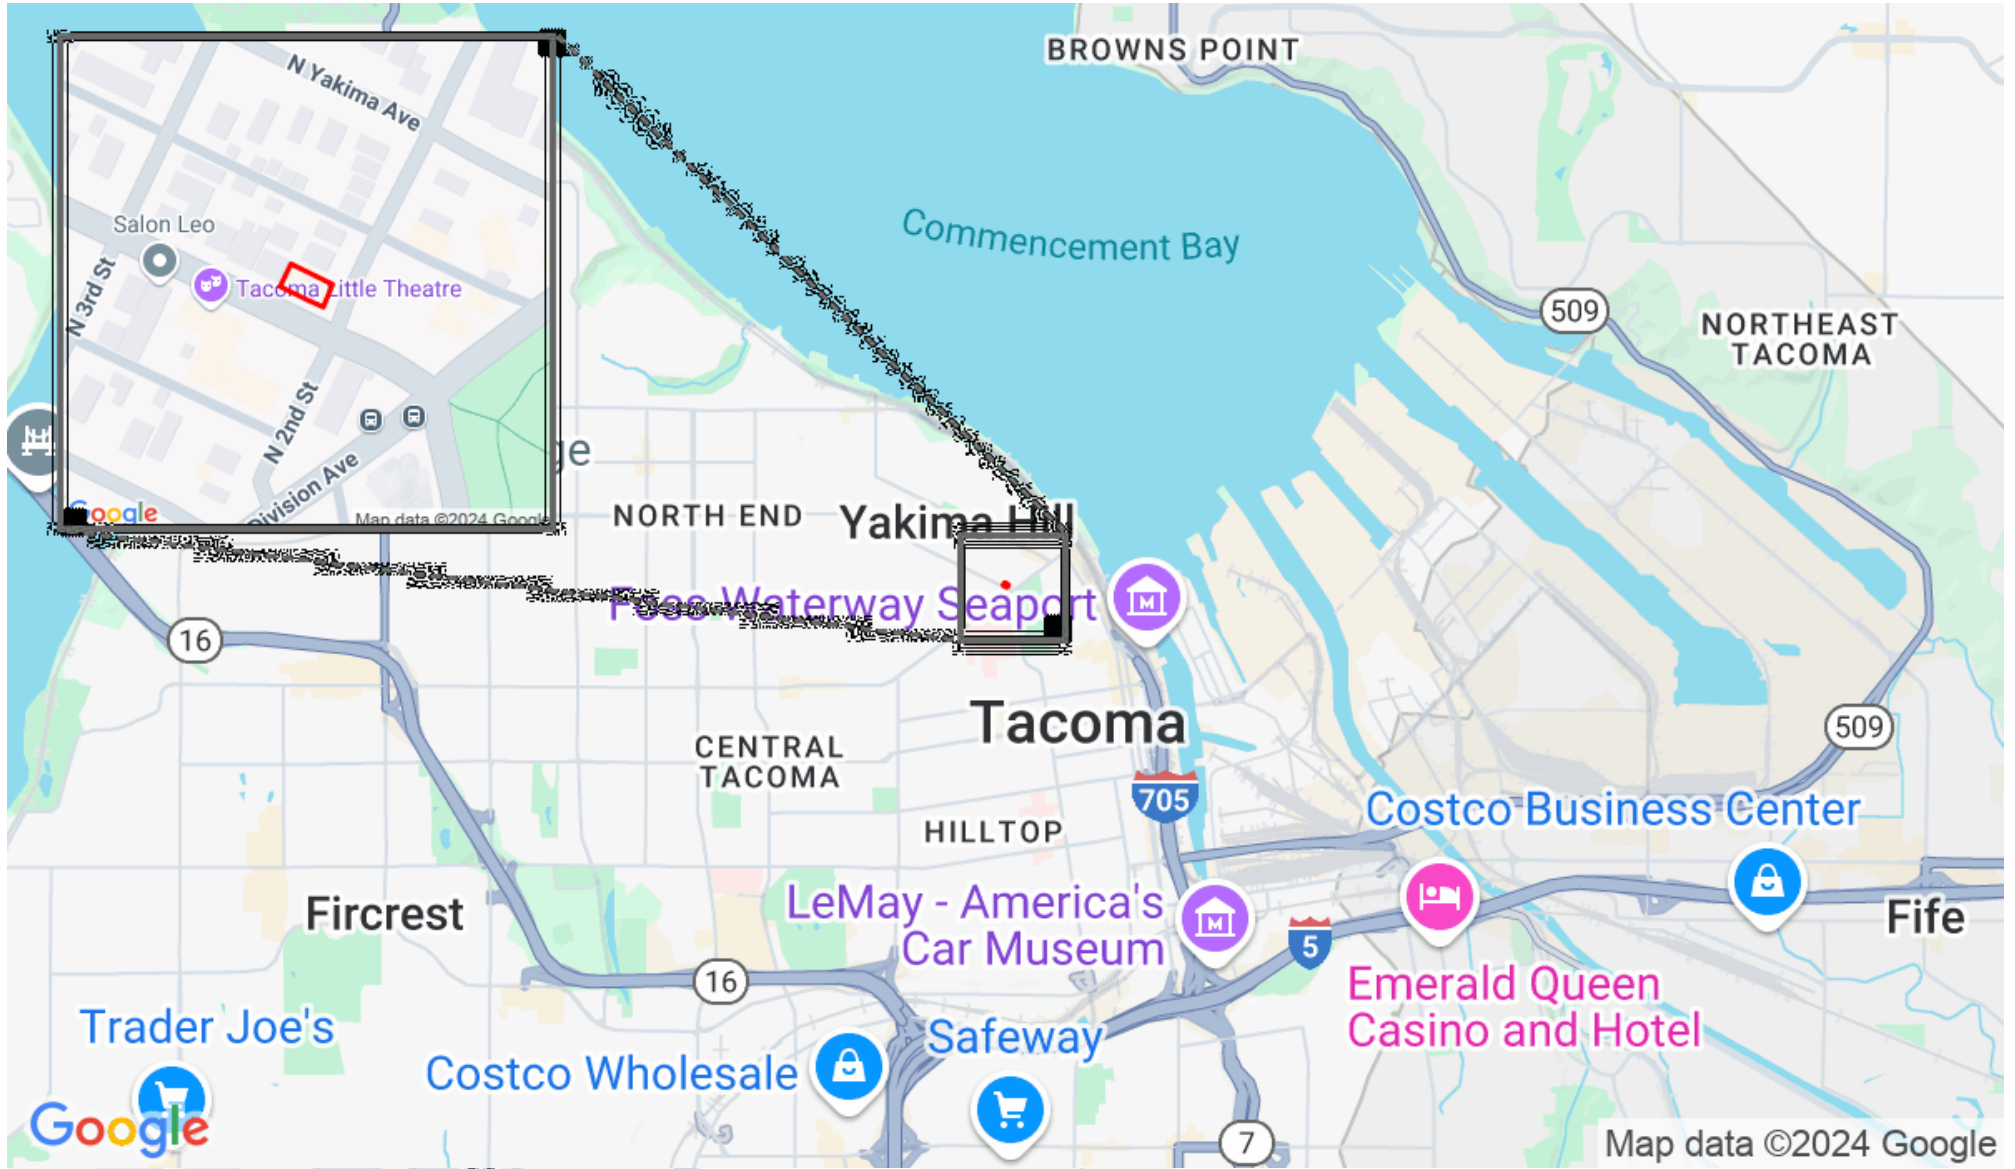 BROWNS POINT
N Yakima Ave
Commencement Bay
Salon Leo
Tacoma Little Theatre
N 3rd St
509
NORTHEAST
TACOMA
N 2nd St
Division Ave
Google
Map data ©2024 Google
NORTH END
Yakima Hill
Foss Waterway Seaport
16
Tacoma
509
CENTRAL
TACOMA
705
HILLTOP
Costco Business Center
Fircrest
LeMay - America's
Car Museum
5
Fife
16
Emerald Queen
Casino and Hotel
Trader Joe's
Costco Wholesale
Safeway
Google
7
Map data ©2024 Google